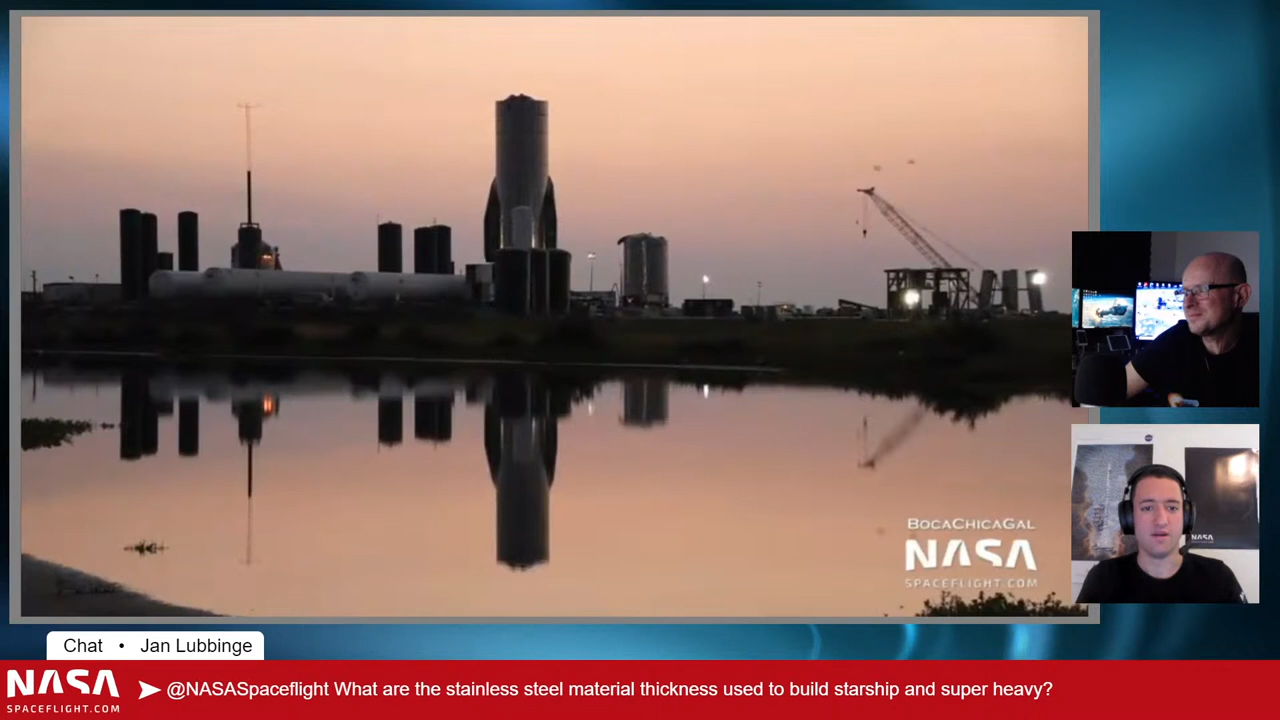 BOCACHICAGAL
NASA
SPACEFLIGHT.COM
NASA
Chat • Jan Lubbinge
NASA
SPACEFLIGHT.COM
@NASASpaceflight What are the stainless steel material thickness used to build starship and super heavy?